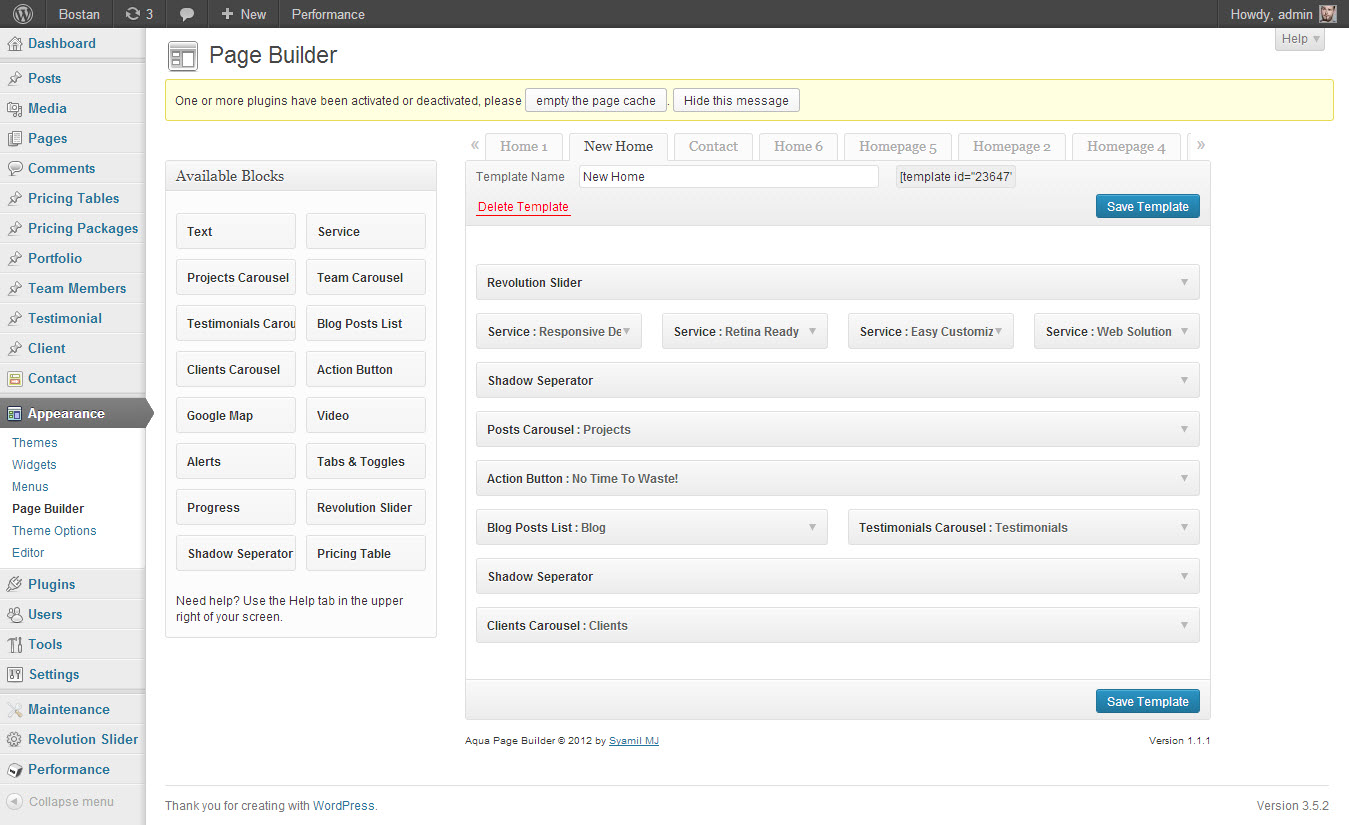 Bostan 3 New Performance Howdy, admin
Help
Dashboard
Posts
Media
Pages
Comments
Pricing Tables
Pricing Packages
Portfolio
Team Members
Testimonial
Client
Contact
Appearance
Themes
Widgets
Menus
Page Builder
Theme Options
Editor
Plugins
Users
Tools
Settings
Maintenance
Revolution Slider
Performance
Collapse menu
Page Builder
One or more plugins have been activated or deactivated, please empty the page cache . Hide this message
Available Blocks
Text Service
Projects Carousel Team Carousel
Testimonials Carou Blog Posts List
Clients Carousel Action Button
Google Map Video
Alerts Tabs & Toggles
Progress Revolution Slider
Shadow Seperator Pricing Table
Need help? Use the Help tab in the upper
right of your screen.
« Home 1 New Home Contact Home 6 Homepage 5 Homepage 2 Homepage 4 »
Template Name New Home [template id="23647"
Delete Template Save Template
Revolution Slider
Service : Responsive De Service : Retina Ready Service : Easy Customiz Service : Web Solution
Shadow Seperator
Posts Carousel : Projects
Action Button : No Time To Waste!
Blog Posts List : Blog Testimonials Carousel : Testimonials
Shadow Seperator
Clients Carousel : Clients
Save Template
Aqua Page Builder © 2012 by Syamil MJ Version 1.1.1
Thank you for creating with WordPress. Version 3.5.2